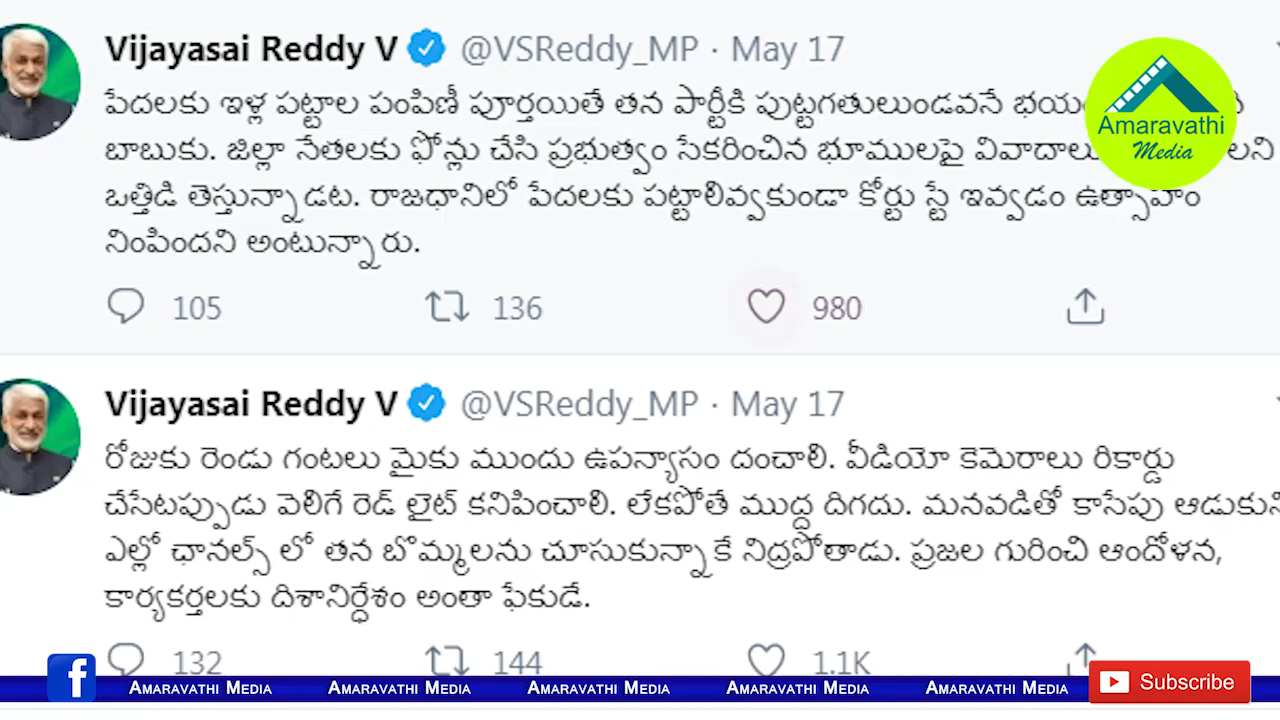 Vijayasai Reddy V @VSReddy_MP · May 17
పేదలకు ఇళ్ల పట్టాల పంపిణీ పూర్తయితే తన పార్టీకి పుట్టగతులుండవనే
బాబుకు. జిల్లా నేతలకు ఫోన్లు చేసి ప్రభుత్వం సేకరించిన భూములపై
ఒత్తిడి తెస్తున్నాడట. రాజధానిలో పేదలకు పట్టాలివ్వకుండా కోర్టు స్టే ఇవ్వడం ఉత్సాహం
నింపిందని అంటున్నారు.
105 136 980
Amaravathi
Media
Vijayasai Reddy V @VSReddy_MP · May 17
రోజుకు రెండు గంటలు మైకు ముందు ఉపన్యాసం దంచాలి. వీడియో కెమెరాలు రికార్డు
చేసేటప్పుడు వెలిగే రెడ్ లైట్ కనిపించాలి. లేకపోతే ముద్ద దిగదు. మనవడితో కాసేపు
ఎల్లో ఛానల్స్ లో తన బొమ్మలను చూసుకున్నాకే నిద్రపోతాడు. ప్రజల గురించి ఆందోళన,
కార్యకర్తలకు దిశానిర్ధేశం అంతా ఫేకుడే.
132 144 1.1K
f Amaravathi Media Amaravathi Media Amaravathi Media Amaravathi Media Amaravathi Media Subscribe